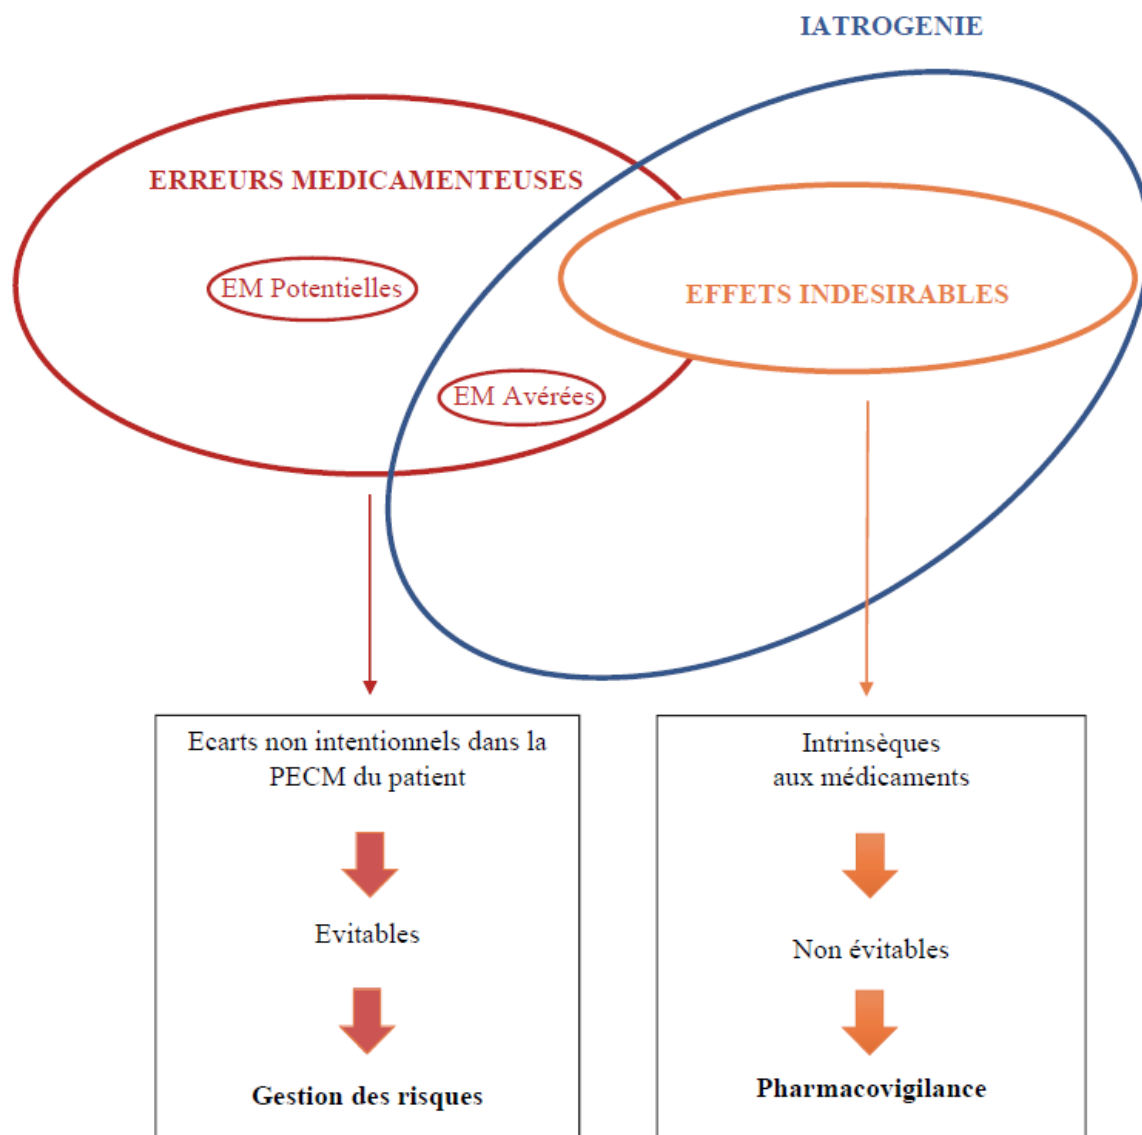 IATROGENIE
ERREURS MEDICAMENTEUSES
EM Potentielles
EFFETS INDESIRABLES
EM Avérées
Ecarts non intentionnels dans la
PECM du patient
Evitables
Gestion des risques
Intrinsèques
aux médicaments
Non évitables
Pharmacovigilance